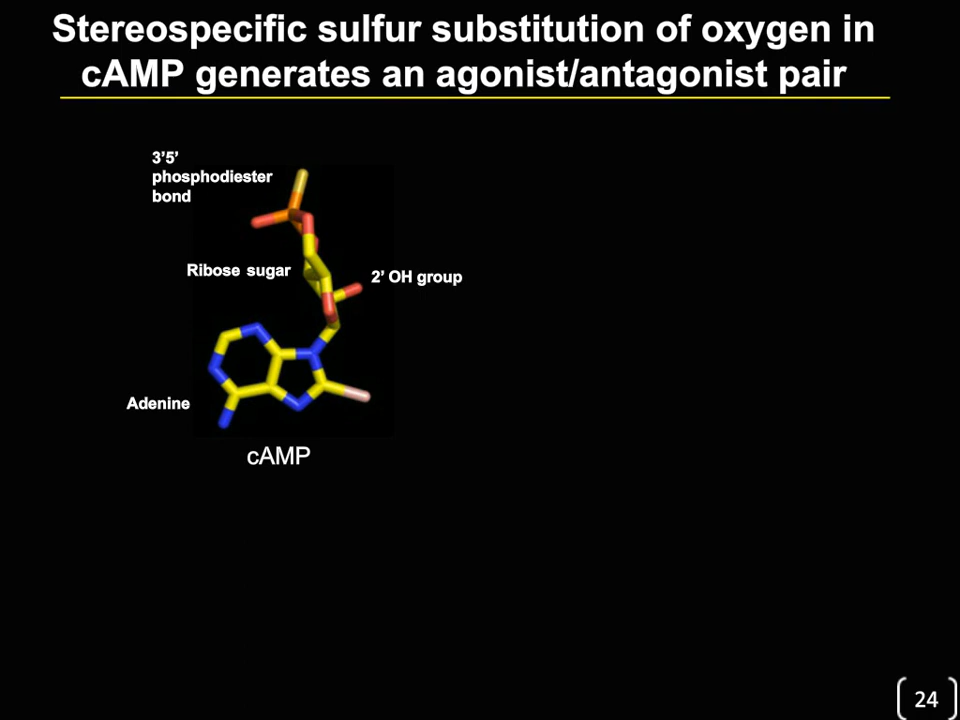 Stereospecific sulfur substitution of oxygen in
cAMP generates an agonist/antagonist pair
3’5’
phosphodiester
bond
Ribose sugar
2’ OH group
Adenine
cAMP
24